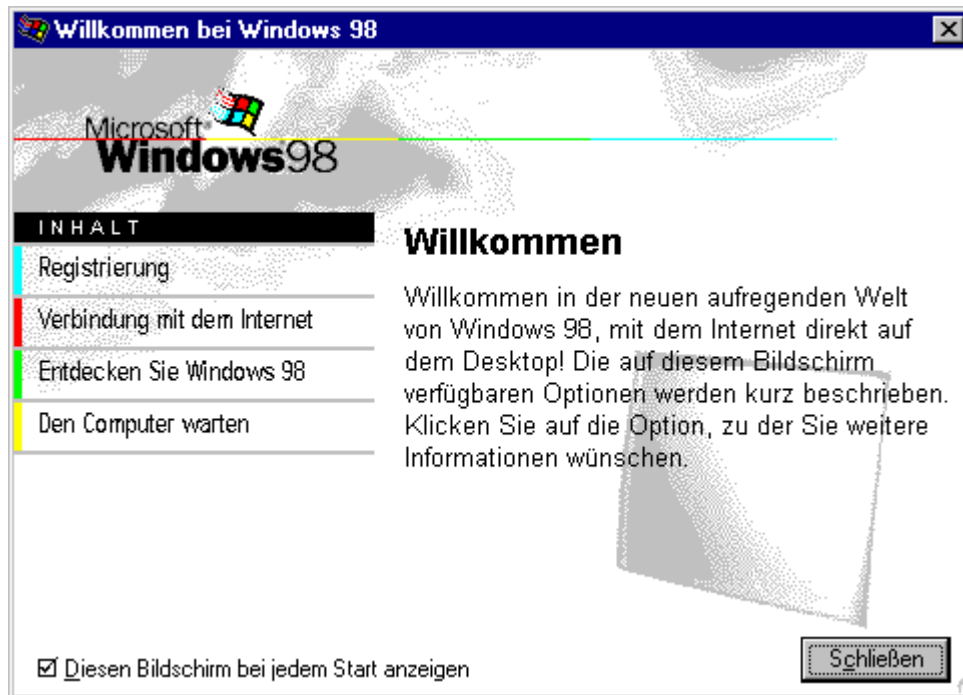 Willkommen bei Windows 98
Microsoft
Windows98
INHALT
Registrierung
Verbindung mit dem Internet
Entdecken Sie Windows 98
Den Computer warten
Willkommen
Willkommen in der neuen aufregenden Welt
von Windows 98, mit dem Internet direkt auf
dem Desktop! Die auf diesem Bildschirm
verfügbaren Optionen werden kurz beschrieben.
Klicken Sie auf die Option, zu der Sie weitere
Informationen wünschen.
Diesen Bildschirm bei jedem Start anzeigen
Schließen